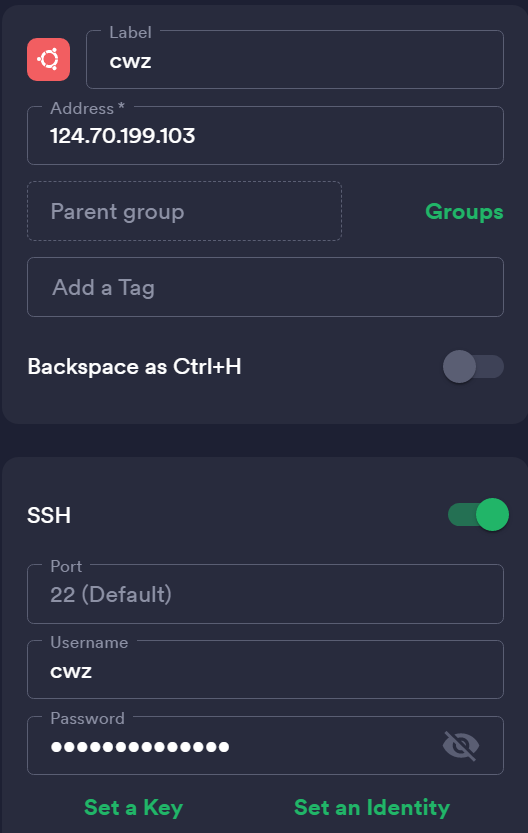 Label
cwz
Address *
124.70.199.103
Parent group
Groups
Add a Tag
Backspace as Ctrl+H
SSH
Port
22 (Default)
Username
cwz
Password
••••••••••••••
Set a Key
Set an Identity